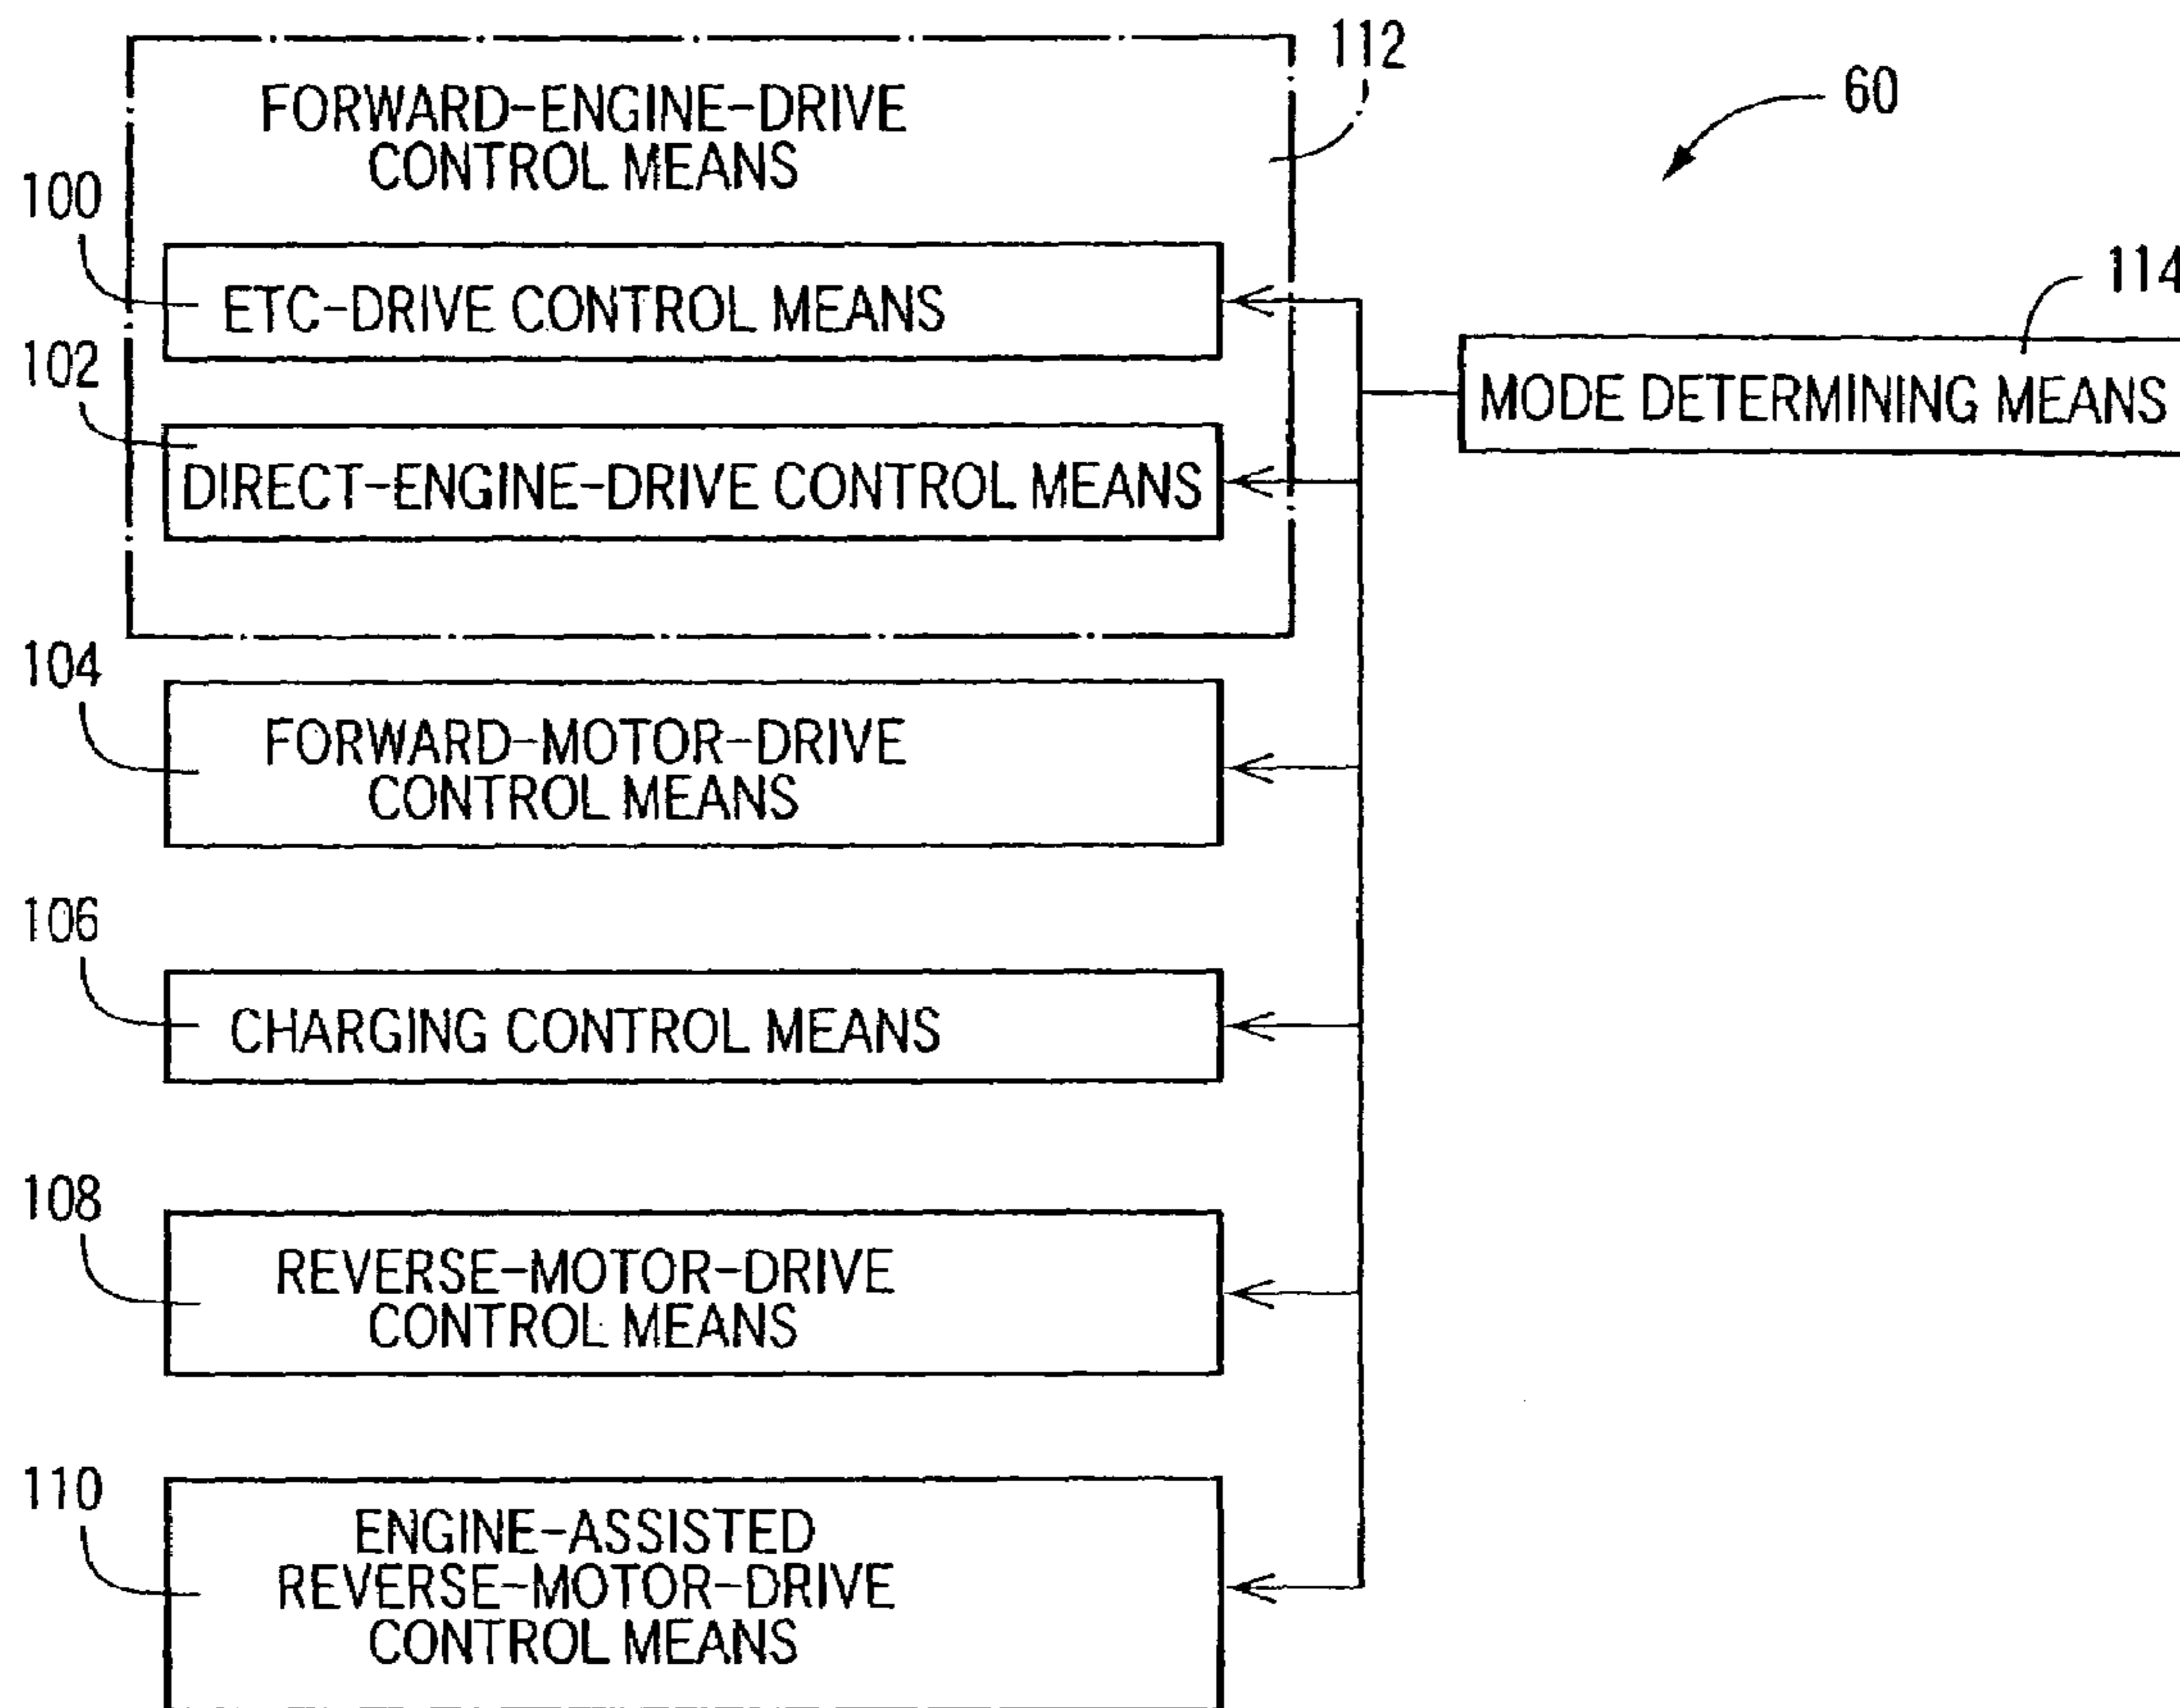 112
60
FORWARD-ENGINE-DRIVE
CONTROL MEANS
100
ETC-DRIVE CONTROL MEANS
114
102
MODE DETERMINING MEANS
DIRECT-ENGINE-DRIVE CONTROL MEANS
104
FORWARD-MOTOR-DRIVE
CONTROL MEANS
106
CHARGING CONTROL MEANS
108
REVERSE-MOTOR-DRIVE
CONTROL MEANS
110
ENGINE-ASSISTED
REVERSE-MOTOR-DRIVE
CONTROL MEANS